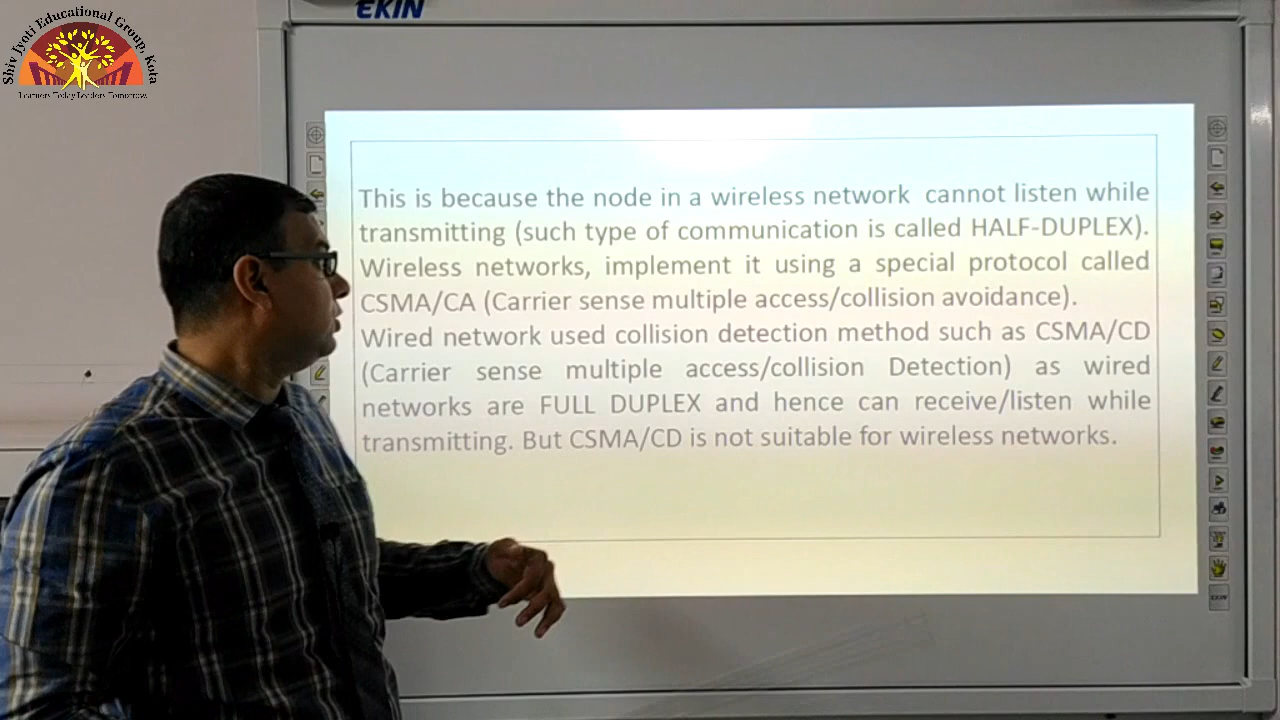 EKIN
Shiv Jyoti Educational Group, Kota
Learners Today Leaders Tomorrow
This is because the node in a wireless network cannot listen while
transmitting (such type of communication is called HALF-DUPLEX).
Wireless networks, implement it using a special protocol called
CSMA/CA (Carrier sense multiple access/collision avoidance).
Wired network used collision detection method such as CSMA/CD
(Carrier sense multiple access/collision Detection) as wired
networks are FULL DUPLEX and hence can receive/listen while
transmitting. But CSMA/CD is not suitable for wireless networks.